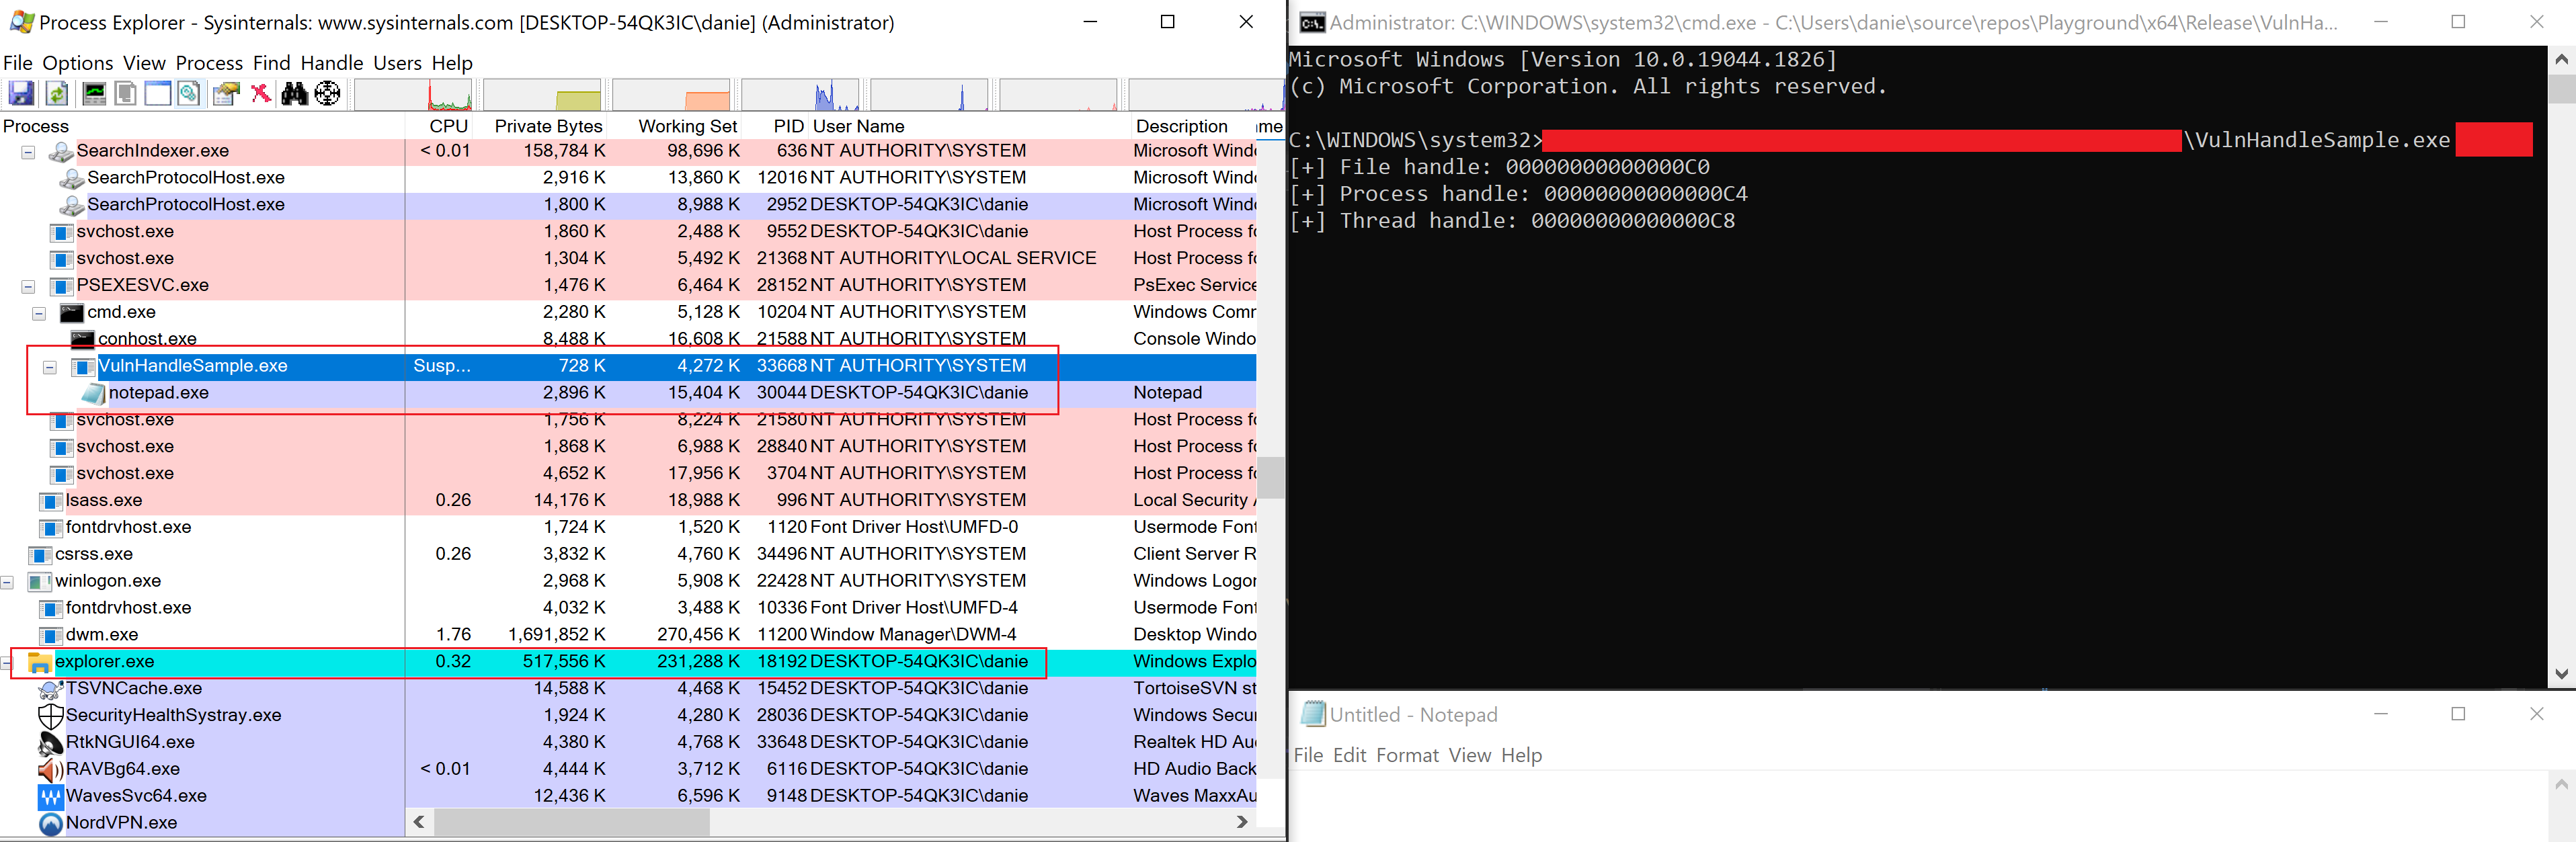 Process Explorer - Sysinternals: www.sysinternals.com [DESKTOP-54QK3IC\danie] (Administrator)
File Options View Process Find Handle Users Help
Process CPU Private Bytes Working Set PID User Name Description
SearchIndexer.exe < 0.01 158,784 K 98,696 K 636 NT AUTHORITY\SYSTEM Microsoft Windo
SearchProtocolHost.exe 2,916 K 13,860 K 12016 NT AUTHORITY\SYSTEM Microsoft Windo
SearchProtocolHost.exe 1,800 K 8,988 K 2952 DESKTOP-54QK3IC\danie Microsoft Windo
svchost.exe 1,860 K 2,488 K 9552 DESKTOP-54QK3IC\danie Host Process fo
svchost.exe 1,304 K 5,492 K 21368 NT AUTHORITY\LOCAL SERVICE Host Process fo
PSEXESVC.exe 1,476 K 6,464 K 28152 NT AUTHORITY\SYSTEM PsExec Service
cmd.exe 2,280 K 5,128 K 10204 NT AUTHORITY\SYSTEM Windows Comm
conhost.exe 8,488 K 16,608 K 21588 NT AUTHORITY\SYSTEM Console Windo
VulnHandleSample.exe Susp... 728 K 4,272 K 33668 NT AUTHORITY\SYSTEM
notepad.exe 2,896 K 15,404 K 30044 DESKTOP-54QK3IC\danie Notepad
svchost.exe 1,756 K 8,224 K 21580 NT AUTHORITY\SYSTEM Host Process fo
svchost.exe 1,868 K 6,988 K 28840 NT AUTHORITY\SYSTEM Host Process fo
svchost.exe 4,652 K 17,956 K 3704 NT AUTHORITY\SYSTEM Host Process fo
lsass.exe 0.26 14,176 K 18,988 K 996 NT AUTHORITY\SYSTEM Local Security
fontdrvhost.exe 1,724 K 1,520 K 1120 Font Driver Host\UMFD-0 Usermode Font
csrss.exe 0.26 3,832 K 4,760 K 34496 NT AUTHORITY\SYSTEM Client Server R
winlogon.exe 2,968 K 5,908 K 22428 NT AUTHORITY\SYSTEM Windows Logon
fontdrvhost.exe 4,032 K 3,488 K 10336 Font Driver Host\UMFD-4 Usermode Font
dwm.exe 1.76 1,691,852 K 270,456 K 11200 Window Manager\DWM-4 Desktop Windo
explorer.exe 0.32 517,556 K 231,288 K 18192 DESKTOP-54QK3IC\danie Windows Explo
TSVNCache.exe 14,588 K 4,468 K 15452 DESKTOP-54QK3IC\danie TortoiseSVN st
SecurityHealthSystray.exe 1,924 K 4,280 K 28036 DESKTOP-54QK3IC\danie Windows Secur
RtkNGUI64.exe 4,380 K 4,768 K 33648 DESKTOP-54QK3IC\danie Realtek HD Au
RAVBg64.exe < 0.01 4,444 K 3,712 K 6116 DESKTOP-54QK3IC\danie HD Audio Back
WavesSvc64.exe 12,436 K 6,596 K 9148 DESKTOP-54QK3IC\danie Waves MaxxAu
NordVPN.exe
Administrator: C:\WINDOWS\system32\cmd.exe - C:\Users\danie\source\repos\Playground\x64\Release\VulnHa...
Microsoft Windows [Version 10.0.19044.1826]
(c) Microsoft Corporation. All rights reserved.
C:\WINDOWS\system32> \VulnHandleSample.exe
[+] File handle: 00000000000000C0
[+] Process handle: 00000000000000C4
[+] Thread handle: 00000000000000C8
Untitled - Notepad
File Edit Format View Help